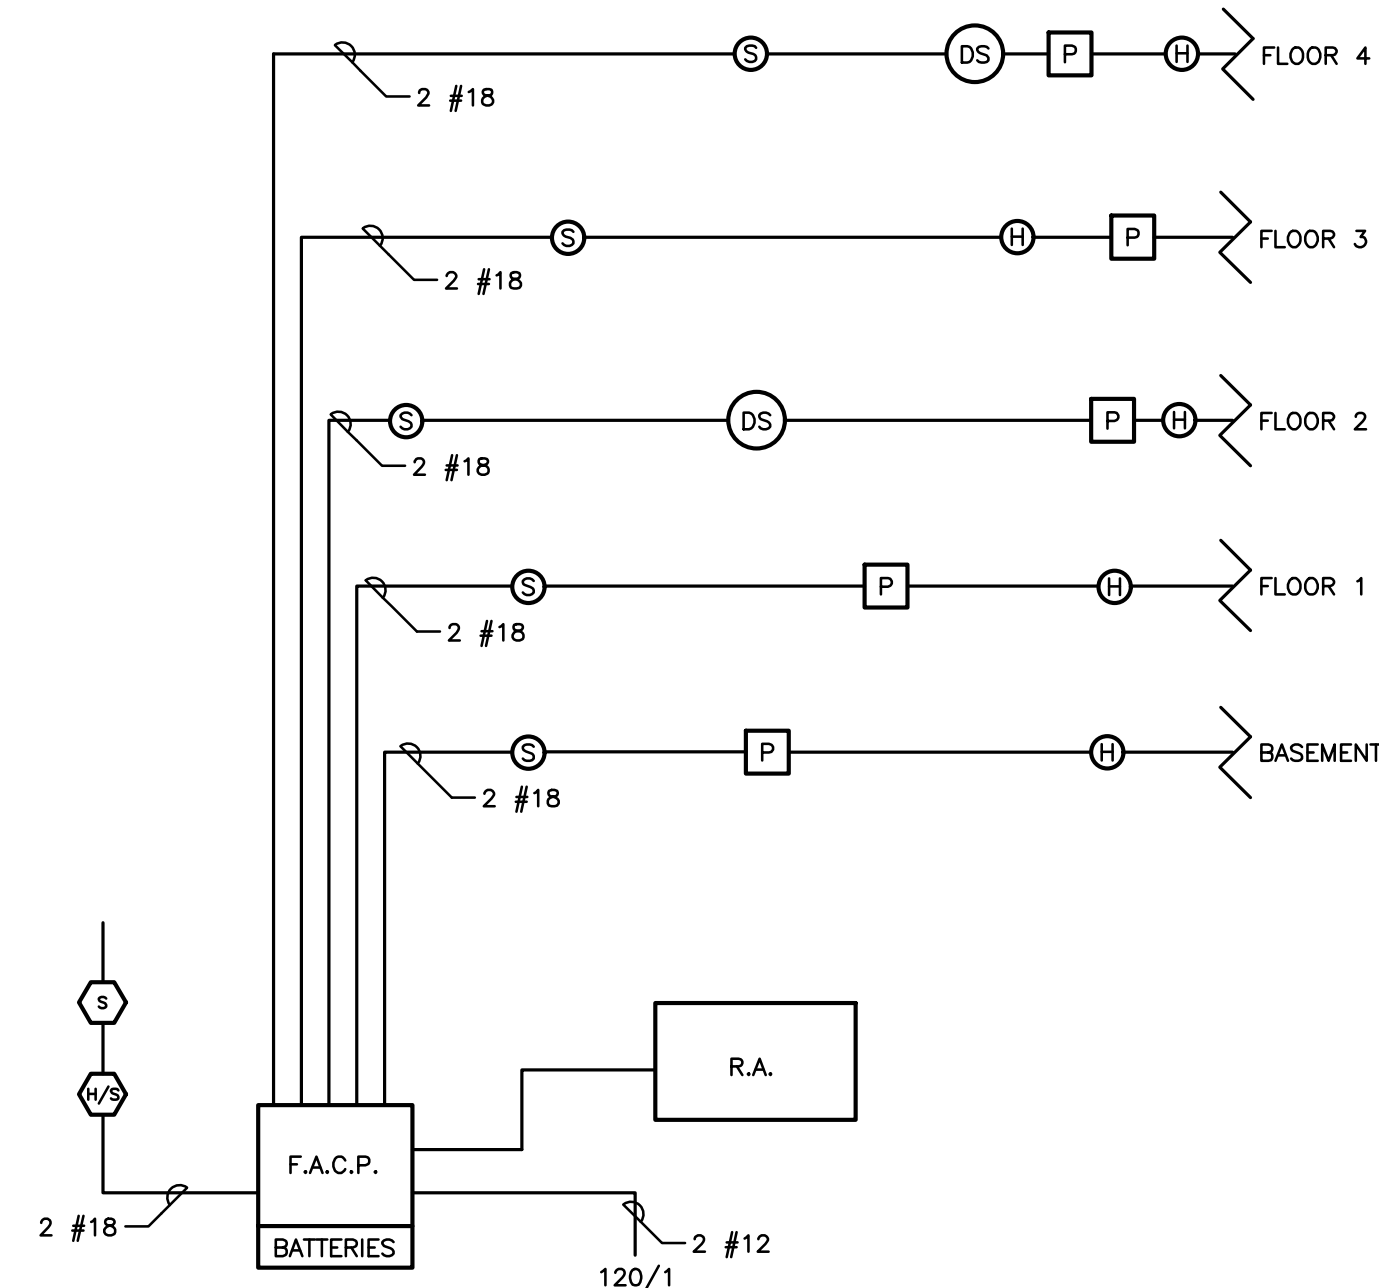 S DS P H FLOOR 4
2 #18
S H P FLOOR 3
2 #18
S DS P H FLOOR 2
2 #18
S P H FLOOR 1
2 #18
S P H BASEMENT
2 #18
S
R.A.
H/S
F.A.C.P.
2 #18
BATTERIES
2 #12
120/1